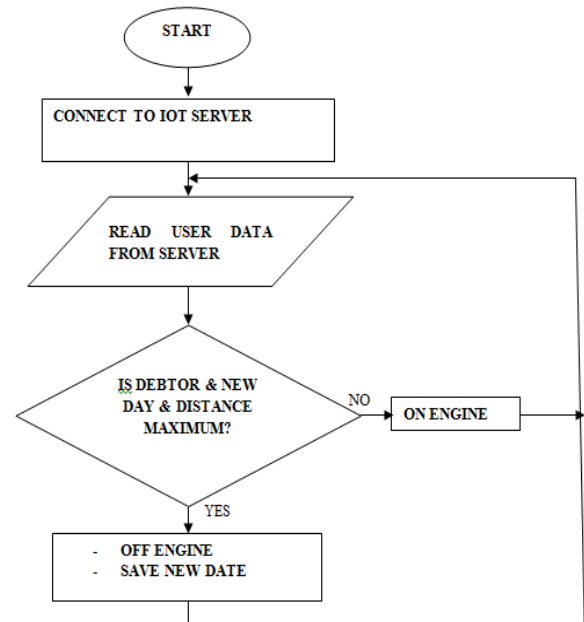 START
CONNECT TO IOT SERVER
READ USER DATA
FROM SERVER
IS DEBTOR & NEW
DAY & DISTANCE
MAXIMUM?
NO
ON ENGINE
YES
- OFF ENGINE
- SAVE NEW DATE